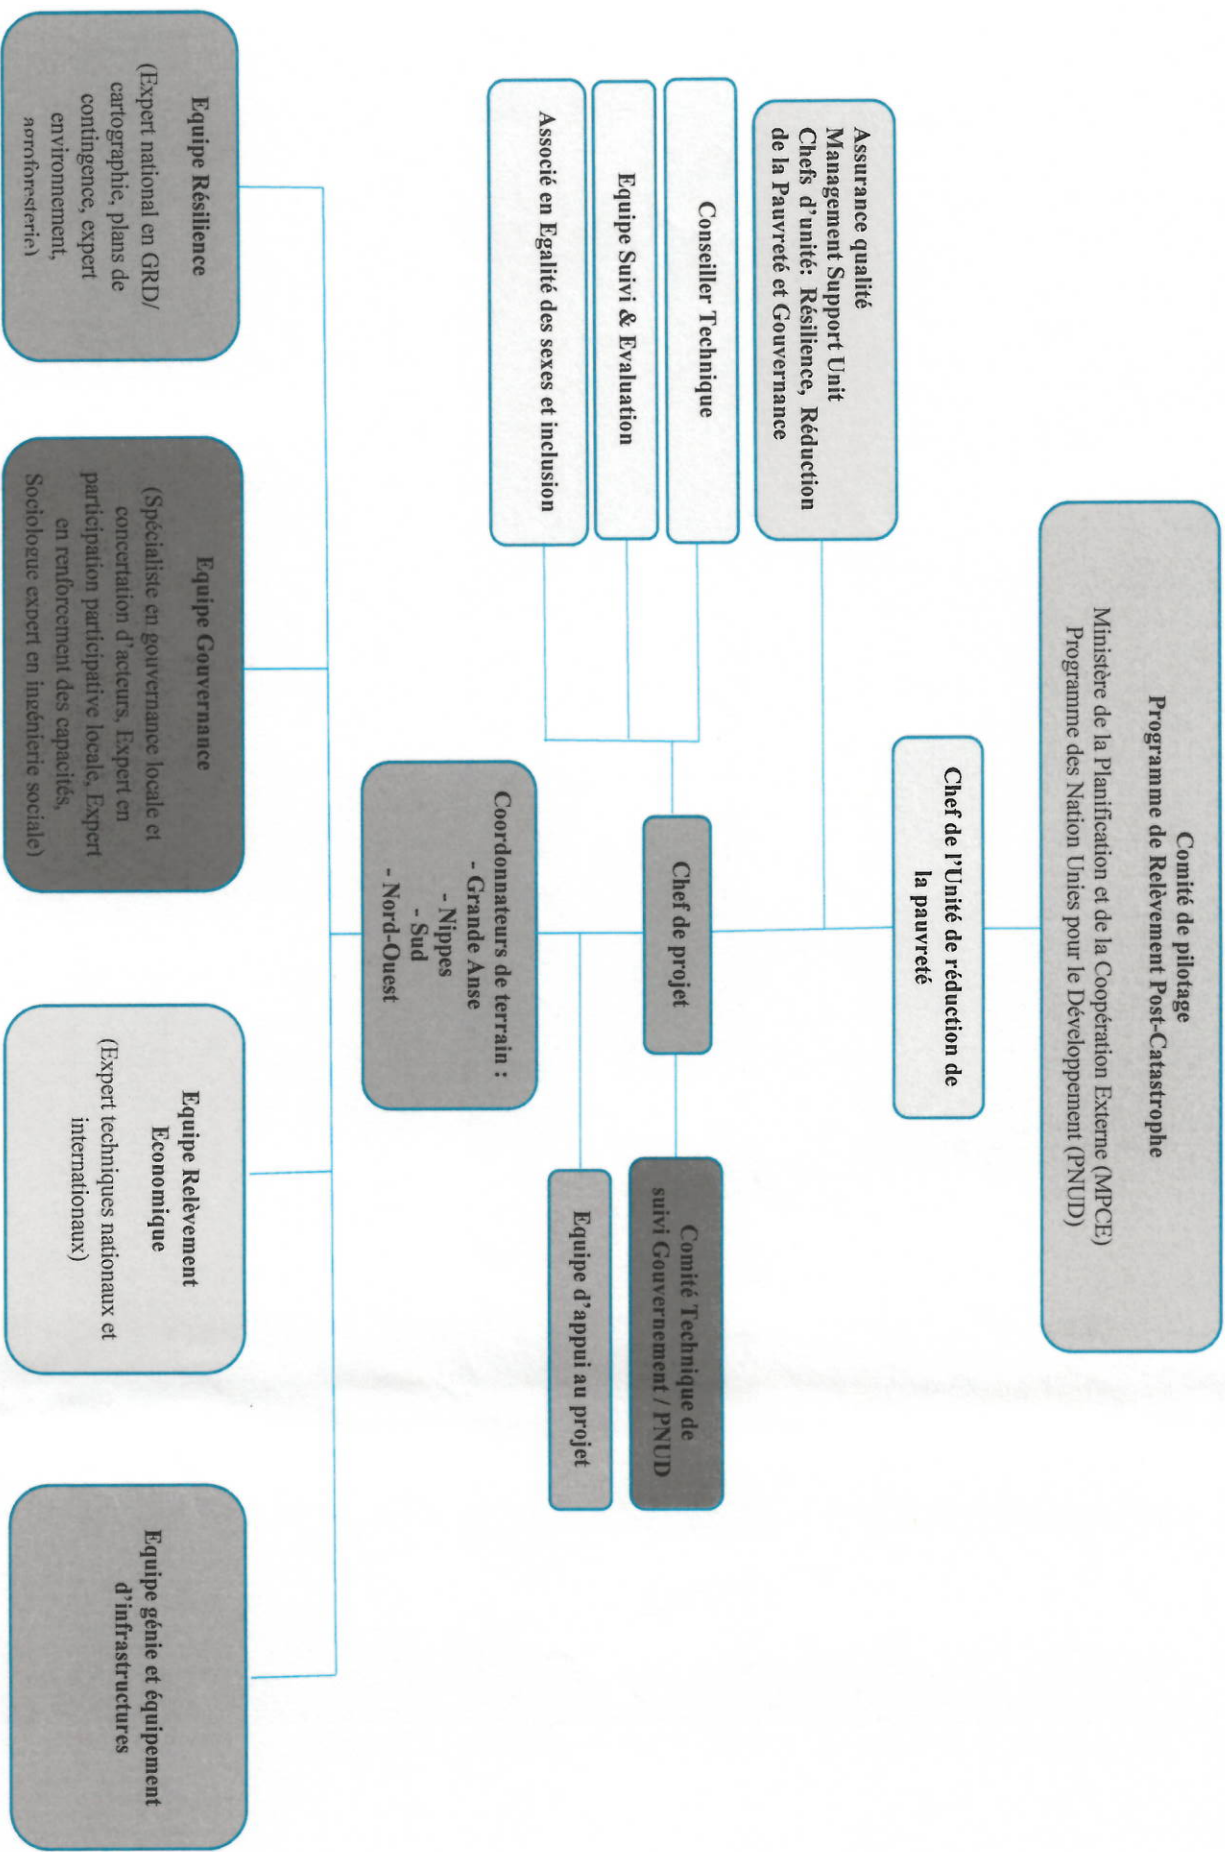 Comité de pilotage
Programme de Relèvement Post-Catastrophe
Ministère de la Planification et de la Coopération Externe (MPCE)
Programme des Nation Unies pour le Développement (PNUD)
Chef de l'Unité de réduction de
la pauvreté
Assurance qualité
Management Support Unit
Chefs d'unité: Résilience, Réduction
de la Pauvreté et Gouvernance
Conseiller Technique
Equipe Suivi & Evaluation
Associé en Egalité des sexes et inclusion
Chef de projet
Comité Technique de
suivi Gouvernement / PNUD
Equipe d'appui au projet
Coordonnateurs de terrain :
- Grande Anse
- Nippes
- Sud
- Nord-Ouest
Equipe Résilience
(Expert national en GRD/
cartographie, plans de
contingence, expert
environnement,
agroforesterie)
Equipe Gouvernance
(Spécialiste en gouvernance locale et
concertation d'acteurs, Expert en
participation participative locale, Expert
en renforcement des capacités,
Sociologue expert en ingénierie sociale)
Equipe Relèvement
Economique
(Expert techniques nationaux et
internationaux)
Equipe génie et équipement
d'infrastructures